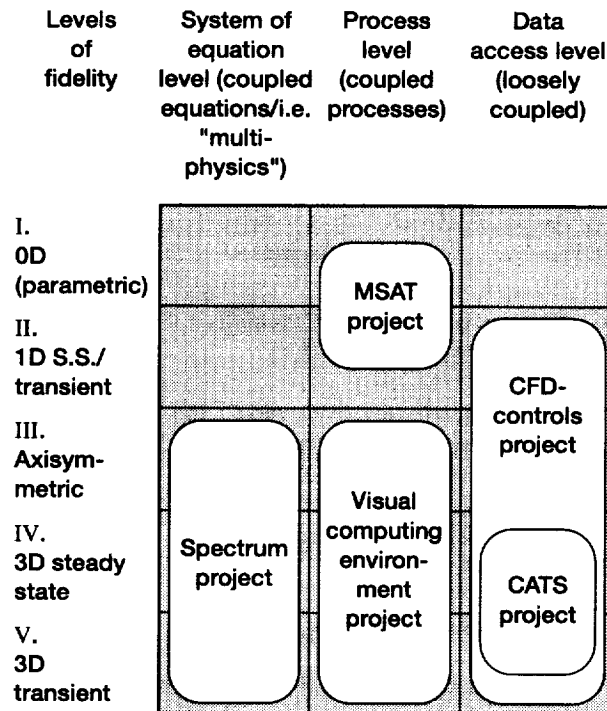 Levels
of
fidelity
System of
equation
level (coupled
equations/i.e.
"multi-
physics")
Process
level
(coupled
processes)
Data
access level
(loosely
coupled)
I.
0D
(parametric)
II.
1D S.S./
transient
III.
Axisym-
metric
IV.
3D steady
state
V.
3D
transient
MSAT
project
CFD-
controls
project
Spectrum
project
Visual
computing
environ-
ment
project
CATS
project